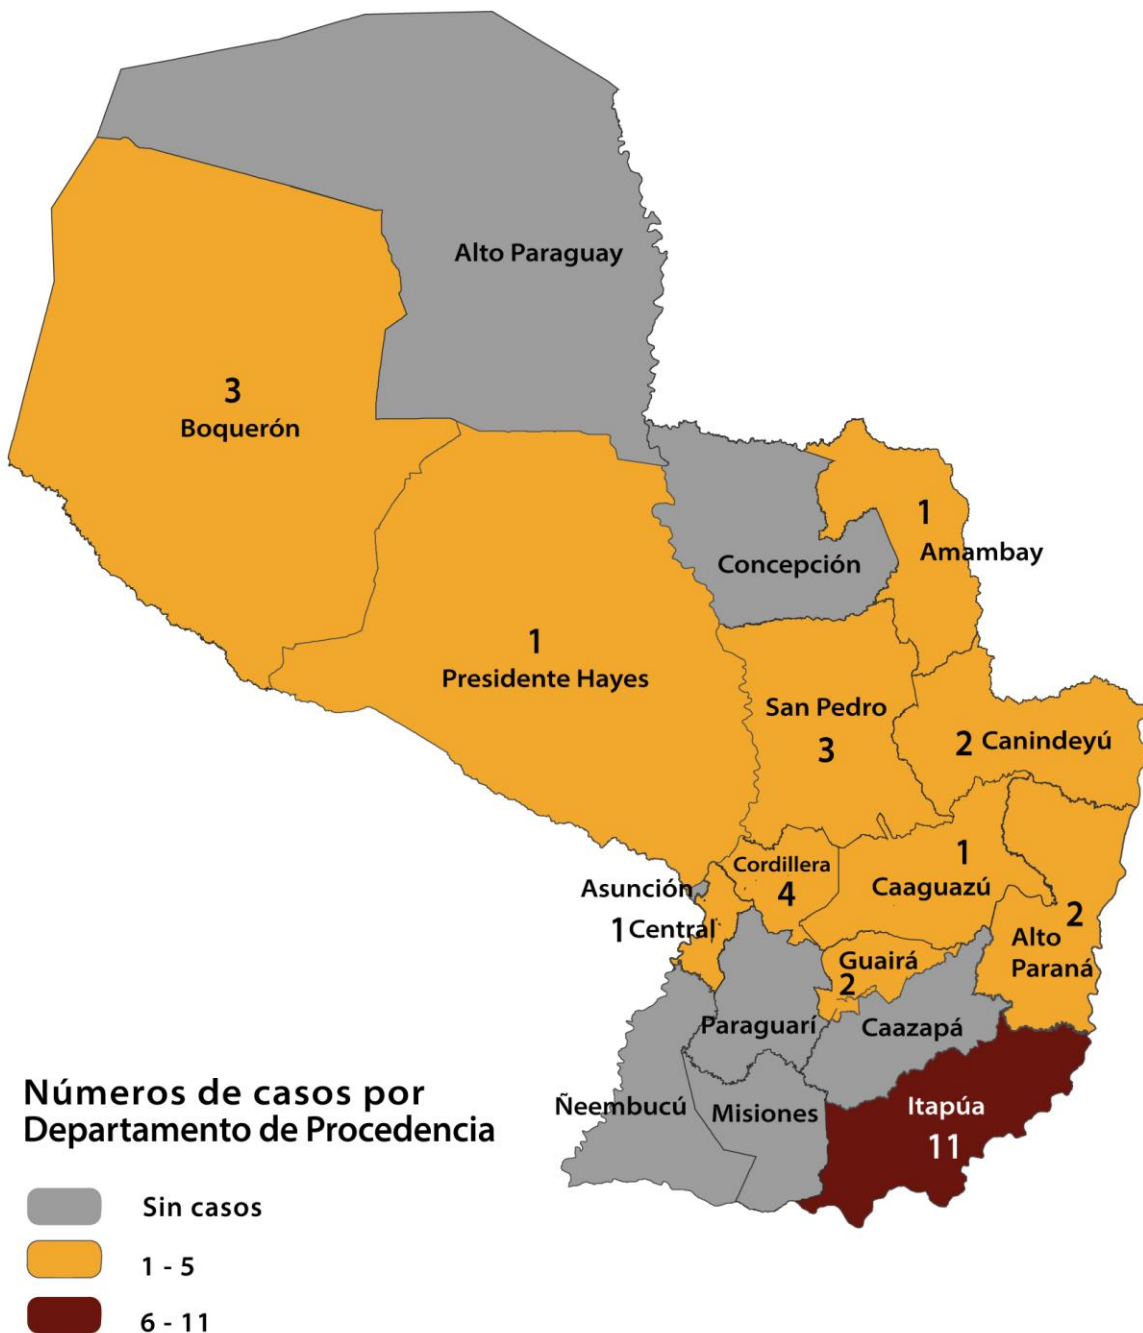 Alto Paraguay
3
Boquerón
1
Amambay
Concepción
1
Presidente Hayes
San Pedro
3
2 Canindeyú
Cordillera
4
1
Caaguazú
Asunción
1 Central
2
Alto
Paraná
Guairá
2
Paraguarí
Caazapá
Ñeembucú
Misiones
Itapúa
11
Números de casos por
Departamento de Procedencia
Sin casos
1 - 5
6 - 11